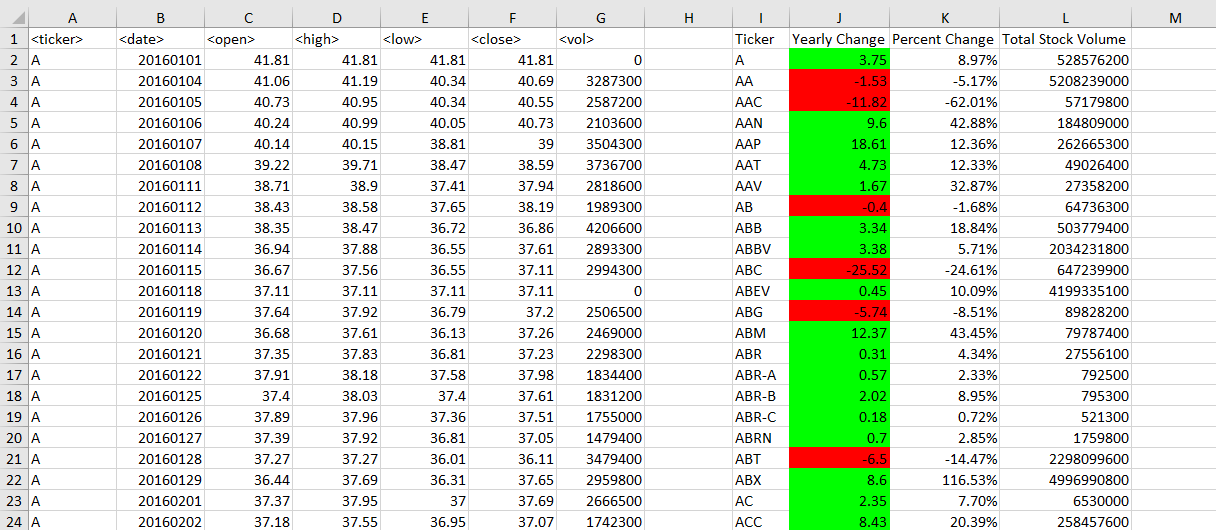 A B C D E F G H I J K L M
1 <ticker> <date> <open> <high> <low> <close> <vol> Ticker Yearly Change Percent Change Total Stock Volume
2 A 20160101 41.81 41.81 41.81 41.81 0 A 3.75 8.97% 528576200
3 A 20160104 41.06 41.19 40.34 40.69 3287300 AA -1.53 -5.17% 5208239000
4 A 20160105 40.73 40.95 40.34 40.55 2587200 AAC -11.82 -62.01% 57179800
5 A 20160106 40.24 40.99 40.05 40.73 2103600 AAN 9.6 42.88% 184809000
6 A 20160107 40.14 40.15 38.81 39 3504300 AAP 18.61 12.36% 262665300
7 A 20160108 39.22 39.71 38.47 38.59 3736700 AAT 4.73 12.33% 49026400
8 A 20160111 38.71 38.9 37.41 37.94 2818600 AAV 1.67 32.87% 27358200
9 A 20160112 38.43 38.58 37.65 38.19 1989300 AB -0.4 -1.68% 64736300
10 A 20160113 38.35 38.47 36.72 36.86 4206600 ABB 3.34 18.84% 503779400
11 A 20160114 36.94 37.88 36.55 37.61 2893300 ABBV 3.38 5.71% 2034231800
12 A 20160115 36.67 37.56 36.55 37.11 2994300 ABC -25.52 -24.61% 647239900
13 A 20160118 37.11 37.11 37.11 37.11 0 ABEV 0.45 10.09% 4199335100
14 A 20160119 37.64 37.92 36.79 37.2 2506500 ABG -5.74 -8.51% 89828200
15 A 20160120 36.68 37.61 36.13 37.26 2469000 ABM 12.37 43.45% 79787400
16 A 20160121 37.35 37.83 36.81 37.23 2298300 ABR 0.31 4.34% 27556100
17 A 20160122 37.91 38.18 37.58 37.98 1834400 ABR-A 0.57 2.33% 792500
18 A 20160125 37.4 38.03 37.4 37.61 1831200 ABR-B 2.02 8.95% 795300
19 A 20160126 37.89 37.96 37.36 37.51 1755000 ABR-C 0.18 0.72% 521300
20 A 20160127 37.39 37.92 36.81 37.05 1479400 ABRN 0.7 2.85% 1759800
21 A 20160128 37.27 37.27 36.01 36.11 3479400 ABT -6.5 -14.47% 2298099600
22 A 20160129 36.44 37.69 36.31 37.65 2959800 ABX 8.6 116.53% 4996990800
23 A 20160201 37.37 37.95 37 37.69 2666500 AC 2.35 7.70% 6530000
24 A 20160202 37.18 37.55 36.95 37.07 1742300 ACC 8.43 20.39% 258457600